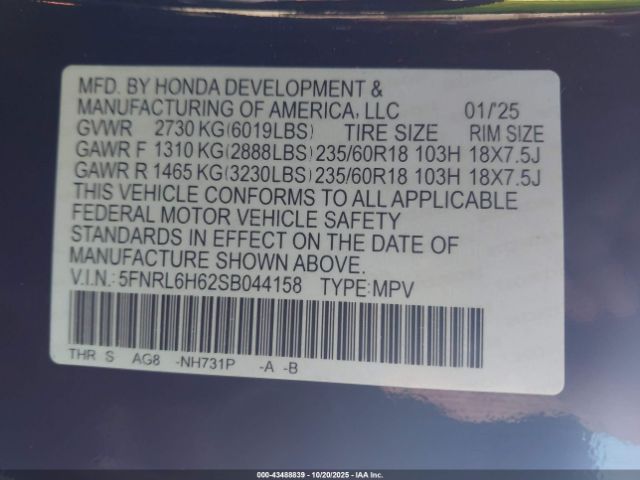 MFD. BY HONDA DEVELOPMENT &
MANUFACTURING OF AMERICA, LLC 01/'25
GVWR 2730 KG(6019LBS) TIRE SIZE RIM SIZE
GAWR F 1310 KG(2888LBS) 235/60R18 103H 18X7.5J
GAWR R 1465 KG(3230LBS) 235/60R18 103H 18X7.5J
THIS VEHICLE CONFORMS TO ALL APPLICABLE
FEDERAL MOTOR VEHICLE SAFETY
STANDARDS IN EFFECT ON THE DATE OF
MANUFACTURE SHOWN ABOVE.
V.I.N.: 5FNRL6H62SB044158 TYPE:MPV
THR S AG8 -NH731P -A -B
000-43488839 - 10/20/2025 - IAA Inc.